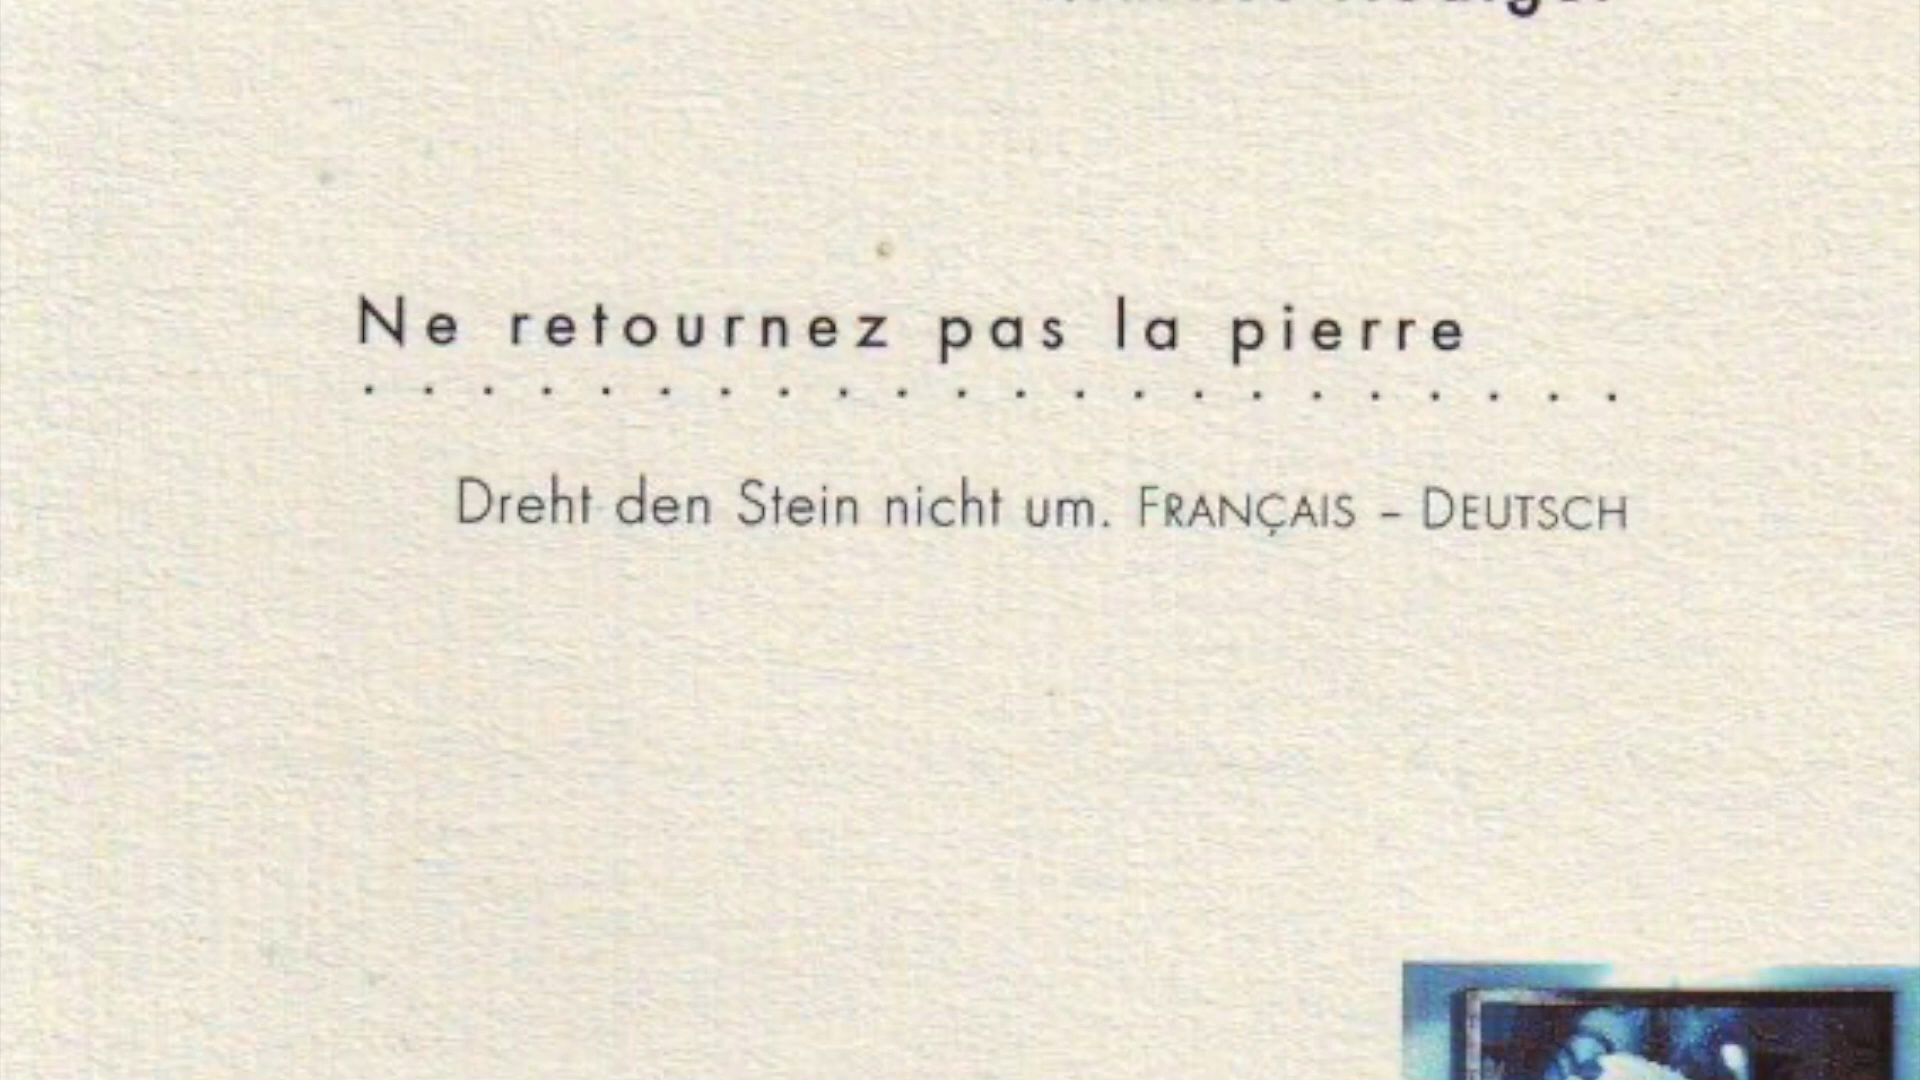 Ne retournez pas la pierre
Dreht den Stein nicht um. FRANÇAIS – DEUTSCH